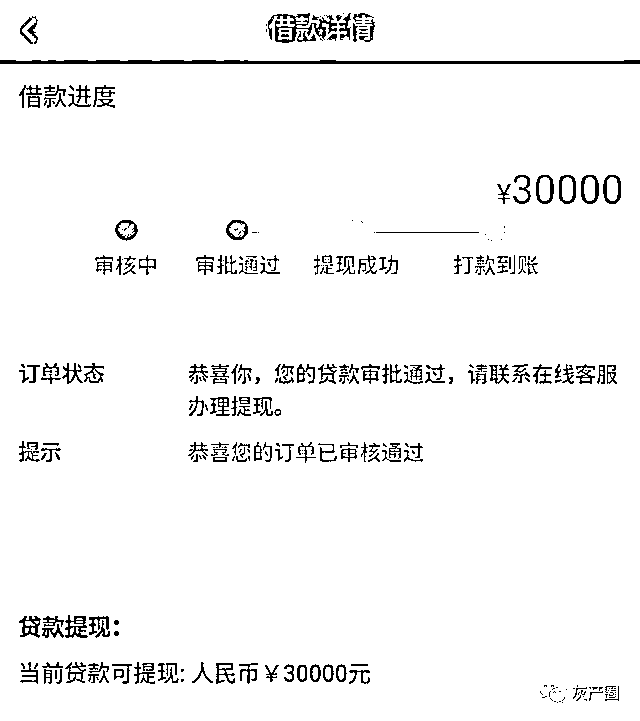 借款详情
借款进度
¥30000
审核中 审批通过 提现成功 打款到账
订单状态 恭喜你，您的贷款审批通过，请联系在线客服
办理提现。
提示 恭喜您的订单已审核通过
贷款提现：
当前贷款可提现: 人民币￥30000元
灰产圈